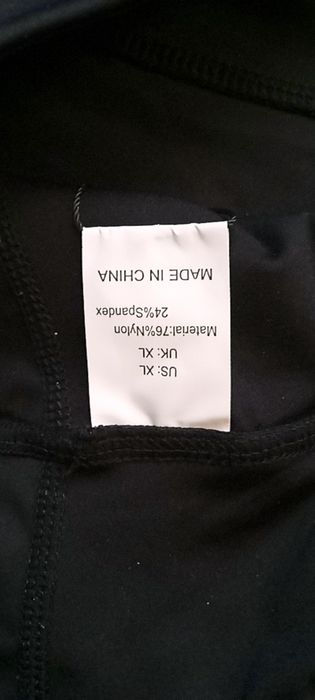 US: XL
UK: XL
Material:76%Nylon
24%Spandex
MADE IN CHINA